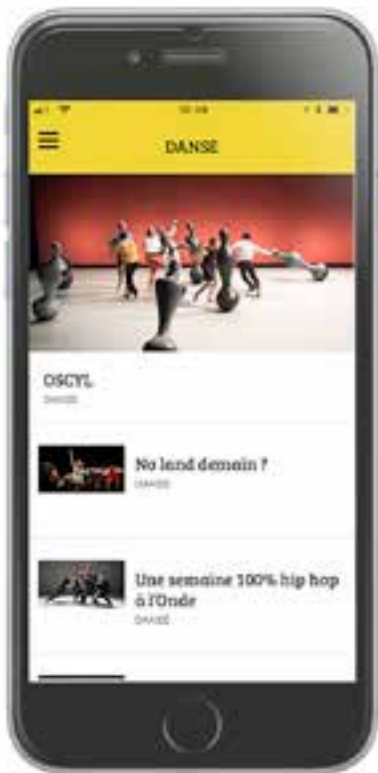 DANSE
OSCYL
DANSE
No land demain ?
DANSE
Une semaine 100% hip hop
à l'Onde
DANSE